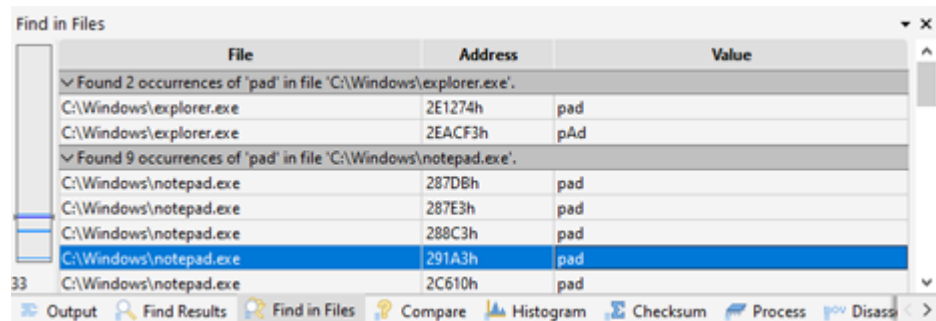 Find in Files
File Address Value
Found 2 occurrences of 'pad' in file 'C:\Windows\explorer.exe'.
C:\Windows\explorer.exe 2E1274h pad
C:\Windows\explorer.exe 2EACF3h pAd
Found 9 occurrences of 'pad' in file 'C:\Windows\notepad.exe'.
C:\Windows\notepad.exe 287DBh pad
C:\Windows\notepad.exe 287E3h pad
C:\Windows\notepad.exe 288C3h pad
C:\Windows\notepad.exe 291A3h pad
33 C:\Windows\notepad.exe 2C610h pad
Output Find Results Find in Files Compare Histogram Checksum Process Disass